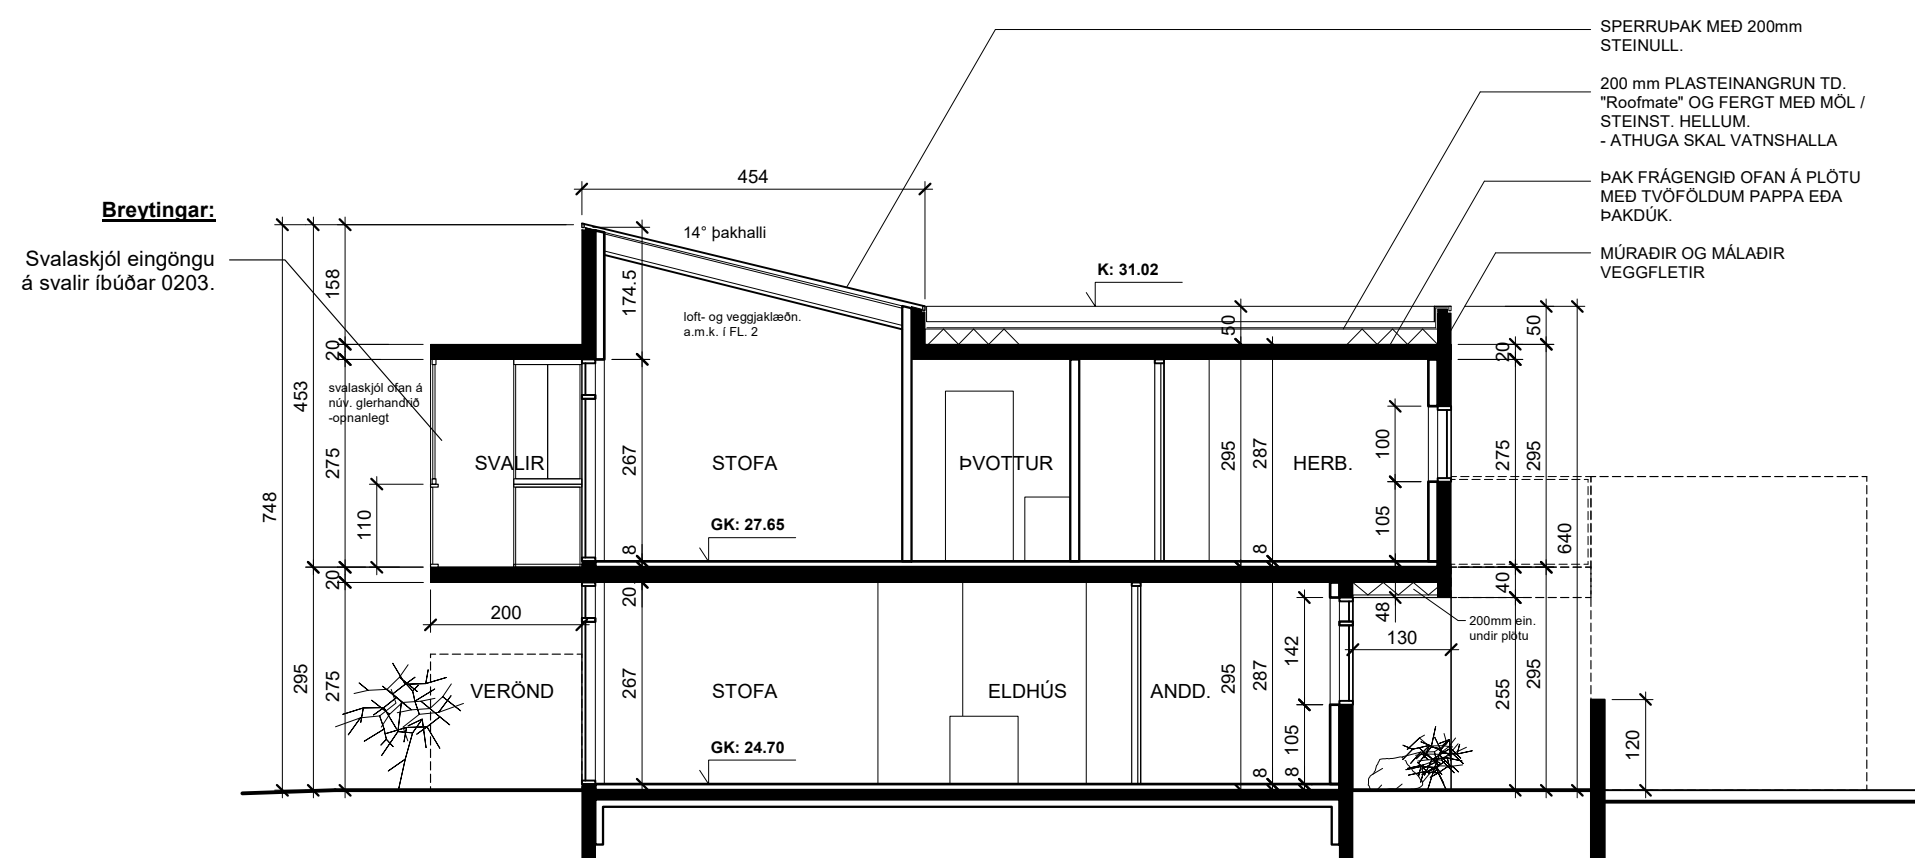 SPERRUÞAK MEÐ 200mm
STEINULL.
200 mm PLASTEINANGRUN TD.
"Roofmate" OG FERGT MEÐ MÖL /
STEINST. HELLUM.
- ATHUGA SKAL VATNSHALLA
ÞAK FRÁGENGIÐ OFAN Á PLÖTU
MEÐ TVÖFÖLDUM PAPPA EÐA
ÞAKDÚK.
MÚRAÐIR OG MÁLAÐIR
VEGGFLETIR
Breytingar:
Svalaskjól eingöngu
á svalir íbúðar 0203.
454
14° þakhalli
K: 31.02
158
174.5
loft- og veggjaklæðn.
a.m.k. í FL. 2
50
50
20
20
453
svalaskjól ofan á
núv. glerhandrið
-opnanlegt
275
267
295
287
100
275
295
SVALIR
STOFA
ÞVOTTUR
HERB.
748
110
GK: 27.65
105
640
8
8
20
20
40
200
48
200mm ein.
undir plötu
130
142
295
275
267
295
287
255
295
VERÖND
STOFA
ELDHÚS
ANDD.
GK: 24.70
105
120
8
8